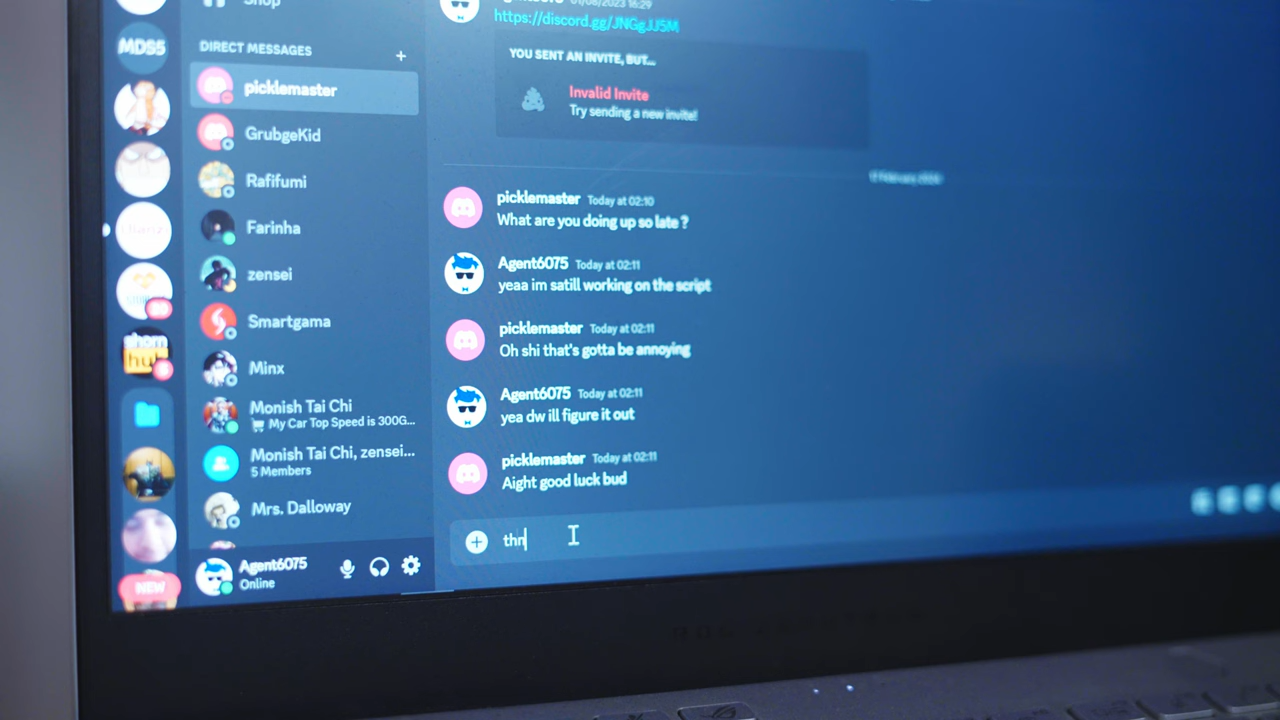 Shop
MDS5
DIRECT MESSAGES
picklemaster
GrubgeKid
Rafifumi
Farinha
zensei
Smartgama
Minx
Monish Tai Chi
My Car Top Speed is 300G...
Monish Tai Chi, zensei...
5 Members
Mrs. Dalloway
NEW
Agent6075
Online
01/08/2023 16:29
https://discord.gg/JNGgJJ5M
YOU SENT AN INVITE, BUT...
Invalid Invite
Try sending a new invite!
picklemaster Today at 02:10
What are you doing up so late ?
Agent6075 Today at 02:11
yeaa im satill working on the script
picklemaster Today at 02:11
Oh shi that's gotta be annoying
Agent6075 Today at 02:11
yea dw ill figure it out
picklemaster Today at 02:11
Aight good luck bud
thn